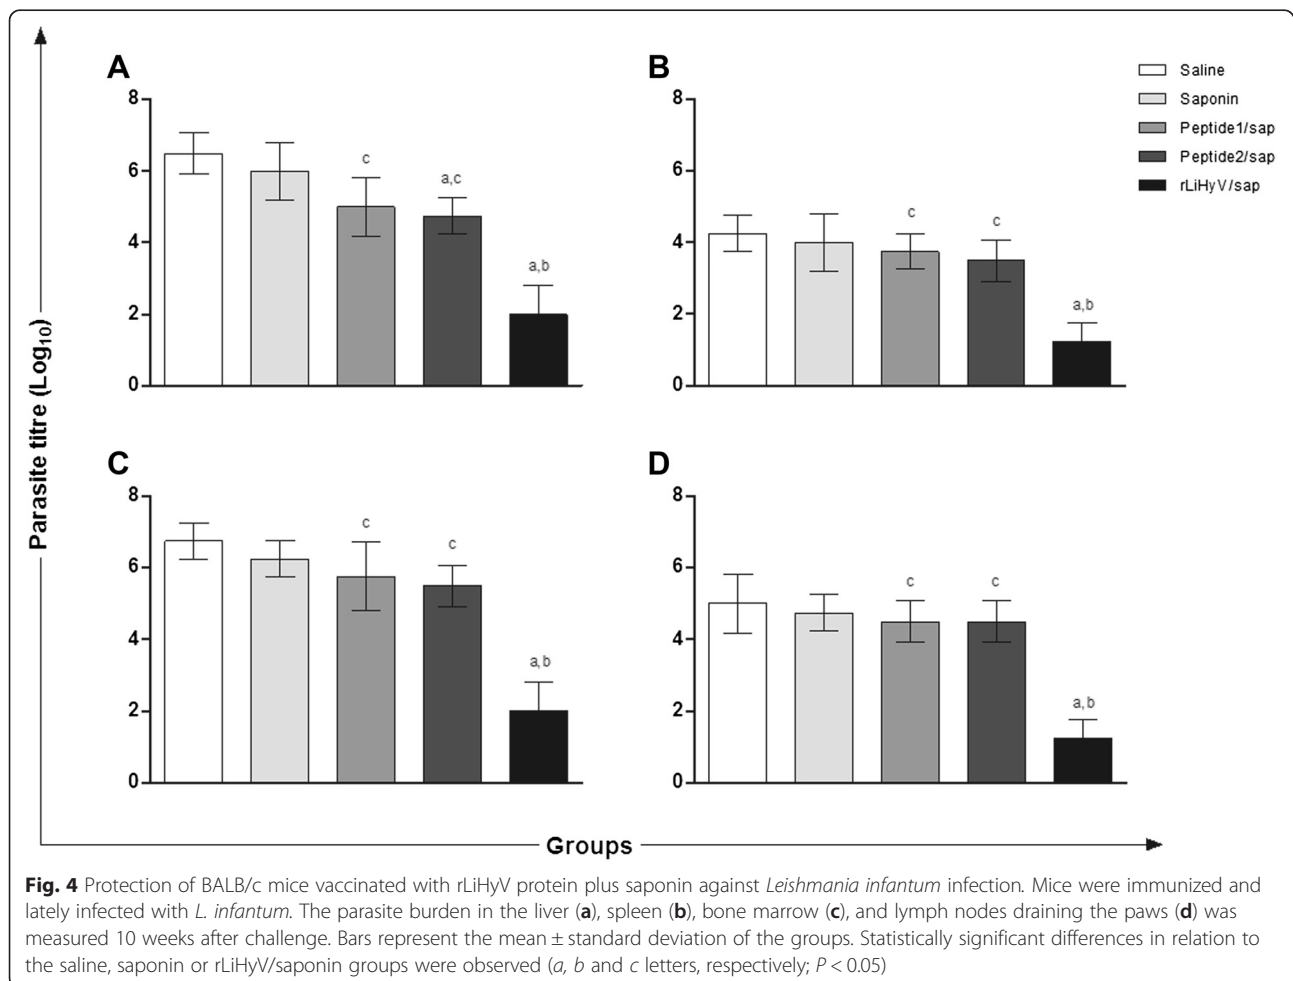 A
B
Saline
Saponin
Peptide1/sap
Peptide2/sap
rLiHyV/sap
8
6
4
2
0
c
a,c
a,b
8
6
4
2
0
c
c
a,b
C
D
8
6
4
2
0
c
c
a,b
8
6
4
2
0
c
c
a,b
Parasite titre (Log₁₀)
Groups
Fig. 4 Protection of BALB/c mice vaccinated with rLiHyV protein plus saponin against Leishmania infantum infection. Mice were immunized and
lately infected with L. infantum. The parasite burden in the liver (a), spleen (b), bone marrow (c), and lymph nodes draining the paws (d) was
measured 10 weeks after challenge. Bars represent the mean ± standard deviation of the groups. Statistically significant differences in relation to
the saline, saponin or rLiHyV/saponin groups were observed (a, b and c letters, respectively; P < 0.05)